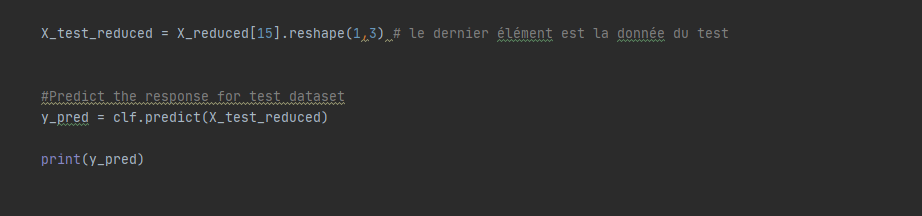 X_test_reduced = X_reduced[15].reshape(1,3) # le dernier élément est la donnée du test
#Predict the response for test dataset
y_pred = clf.predict(X_test_reduced)
print(y_pred)